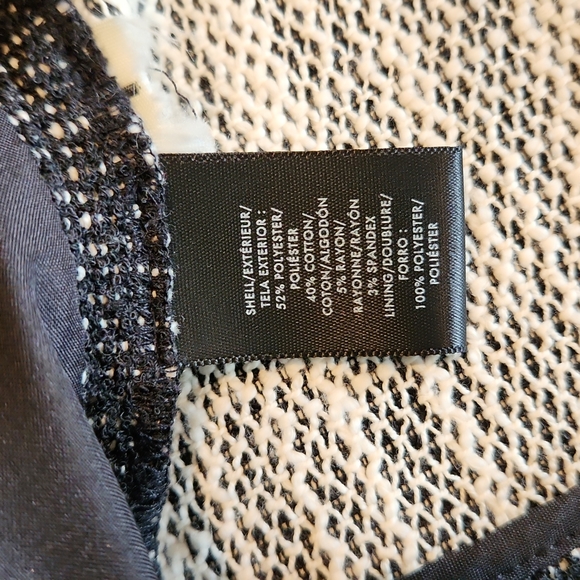 SHELL/EXTÉRIEUR/
TELA EXTERIOR :
52% POLYESTER/
POLIÉSTER
40% COTTON/
COTON/ALGODÓN
5% RAYON/
RAYONNE/RAYÓN
3% SPANDEX
LINING/DOUBLURE/
FORRO :
100% POLYESTER/
POLIÉSTER